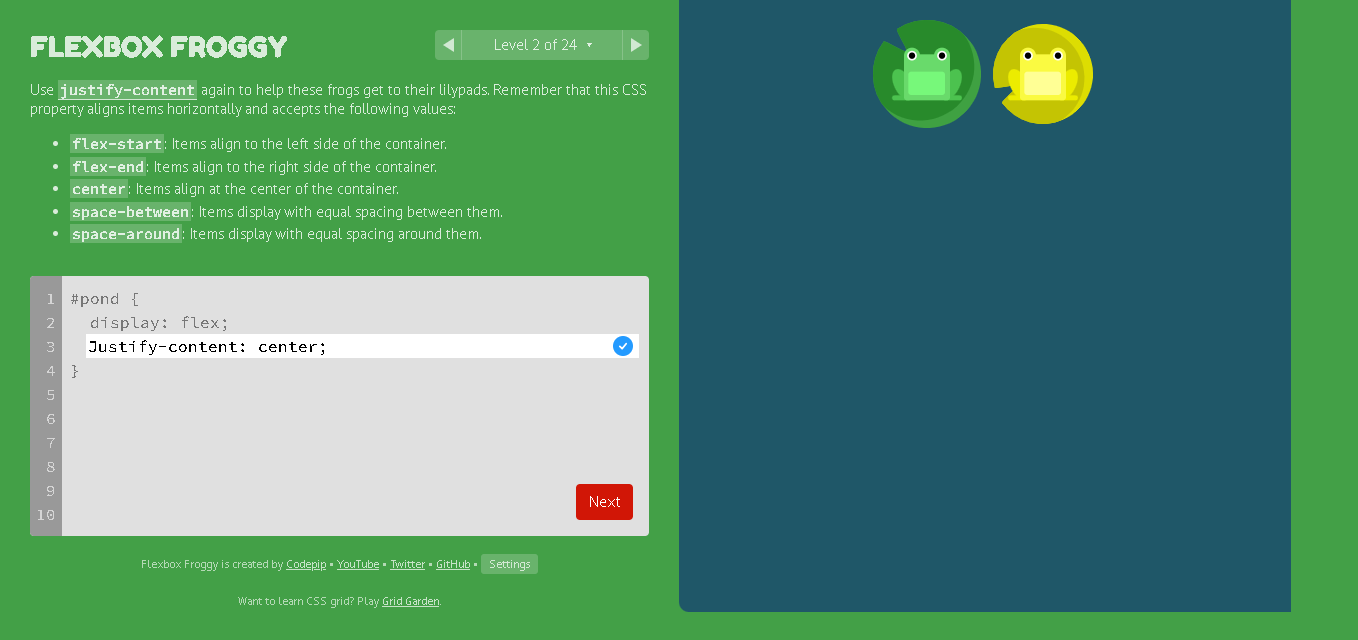 FLEXBOX FROGGY
Level 2 of 24
Use justify-content again to help these frogs get to their lilypads. Remember that this CSS
property aligns items horizontally and accepts the following values:
• flex-start: Items align to the left side of the container.
• flex-end: Items align to the right side of the container.
• center: Items align at the center of the container.
• space-between: Items display with equal spacing between them.
• space-around: Items display with equal spacing around them.
1 #pond {
2 display: flex;
3 Justify-content: center;
4 }
5
6
7
8
9
10
Next
Flexbox Froggy is created by Codepip • YouTube • Twitter • GitHub • Settings
Want to learn CSS grid? Play Grid Garden.